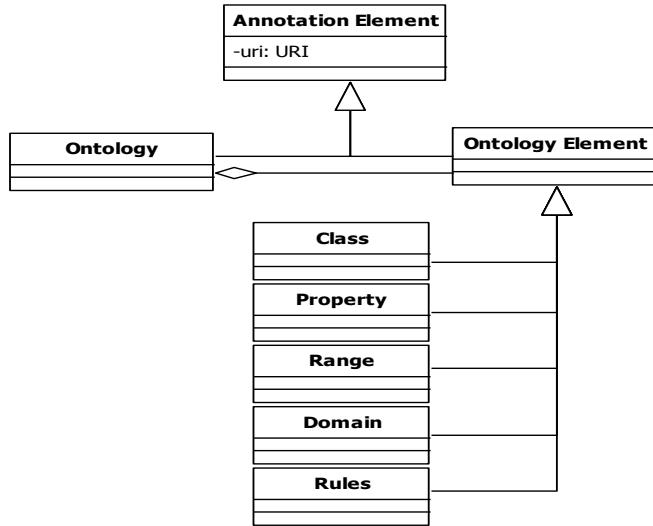 Annotation Element
-uri: URI
Ontology
Ontology Element
Class
Property
Range
Domain
Rules